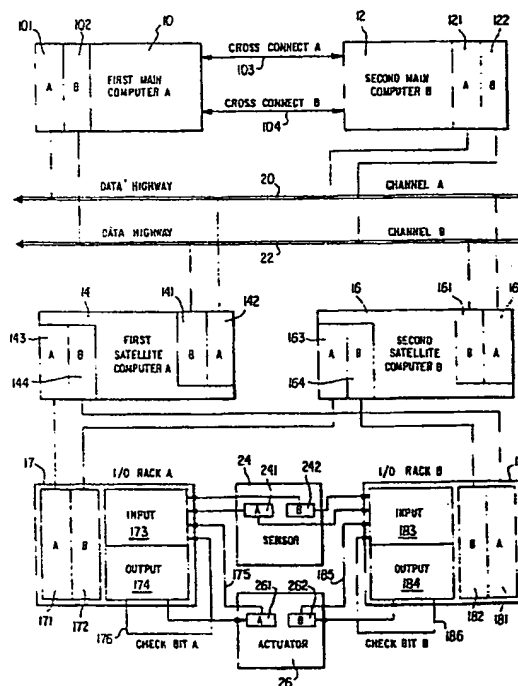 101 102 10 12 121 122
CROSS CONNECT A
103
A B FIRST MAIN COMPUTER A
SECOND MAIN COMPUTER B A B
CROSS CONNECT B
104
DATA HIGHWAY 20 CHANNEL A
DATA HIGHWAY 22 CHANNEL B
14 141 142 16 161
143 A B FIRST SATELLITE COMPUTER A B A
144
163 A B SECOND SATELLITE COMPUTER B B A
164
17 I/O RACK A 24 I/O RACK B
241 242
A B INPUT 173
A B
SENSOR
INPUT 183
B A
OUTPUT 174
175 185
OUTPUT 184
261 262
A B
171 172
182 181
176 CHECK BIT A
ACTUATOR
CHECK BIT B 186
26